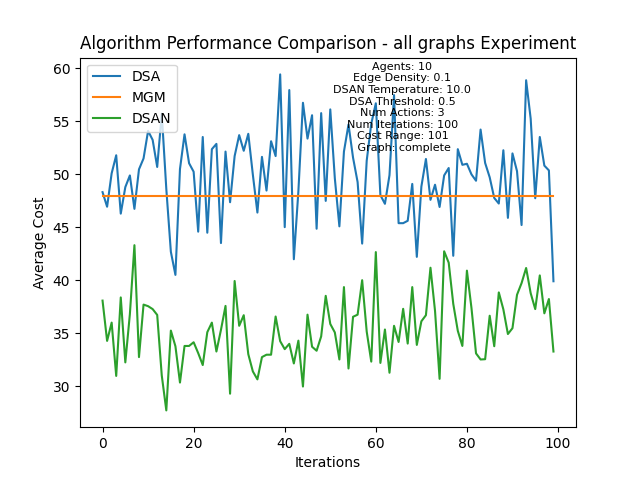 Algorithm Performance Comparison - all graphs Experiment
DSA
MGM
DSAN
Agents: 10
Edge Density: 0.1
DSAN Temperature: 10.0
DSA Threshold: 0.5
Num Actions: 3
Num Iterations: 100
Cost Range: 101
Graph: complete
Average Cost
60
55
50
45
40
35
30
0
20
40
60
80
100
Iterations